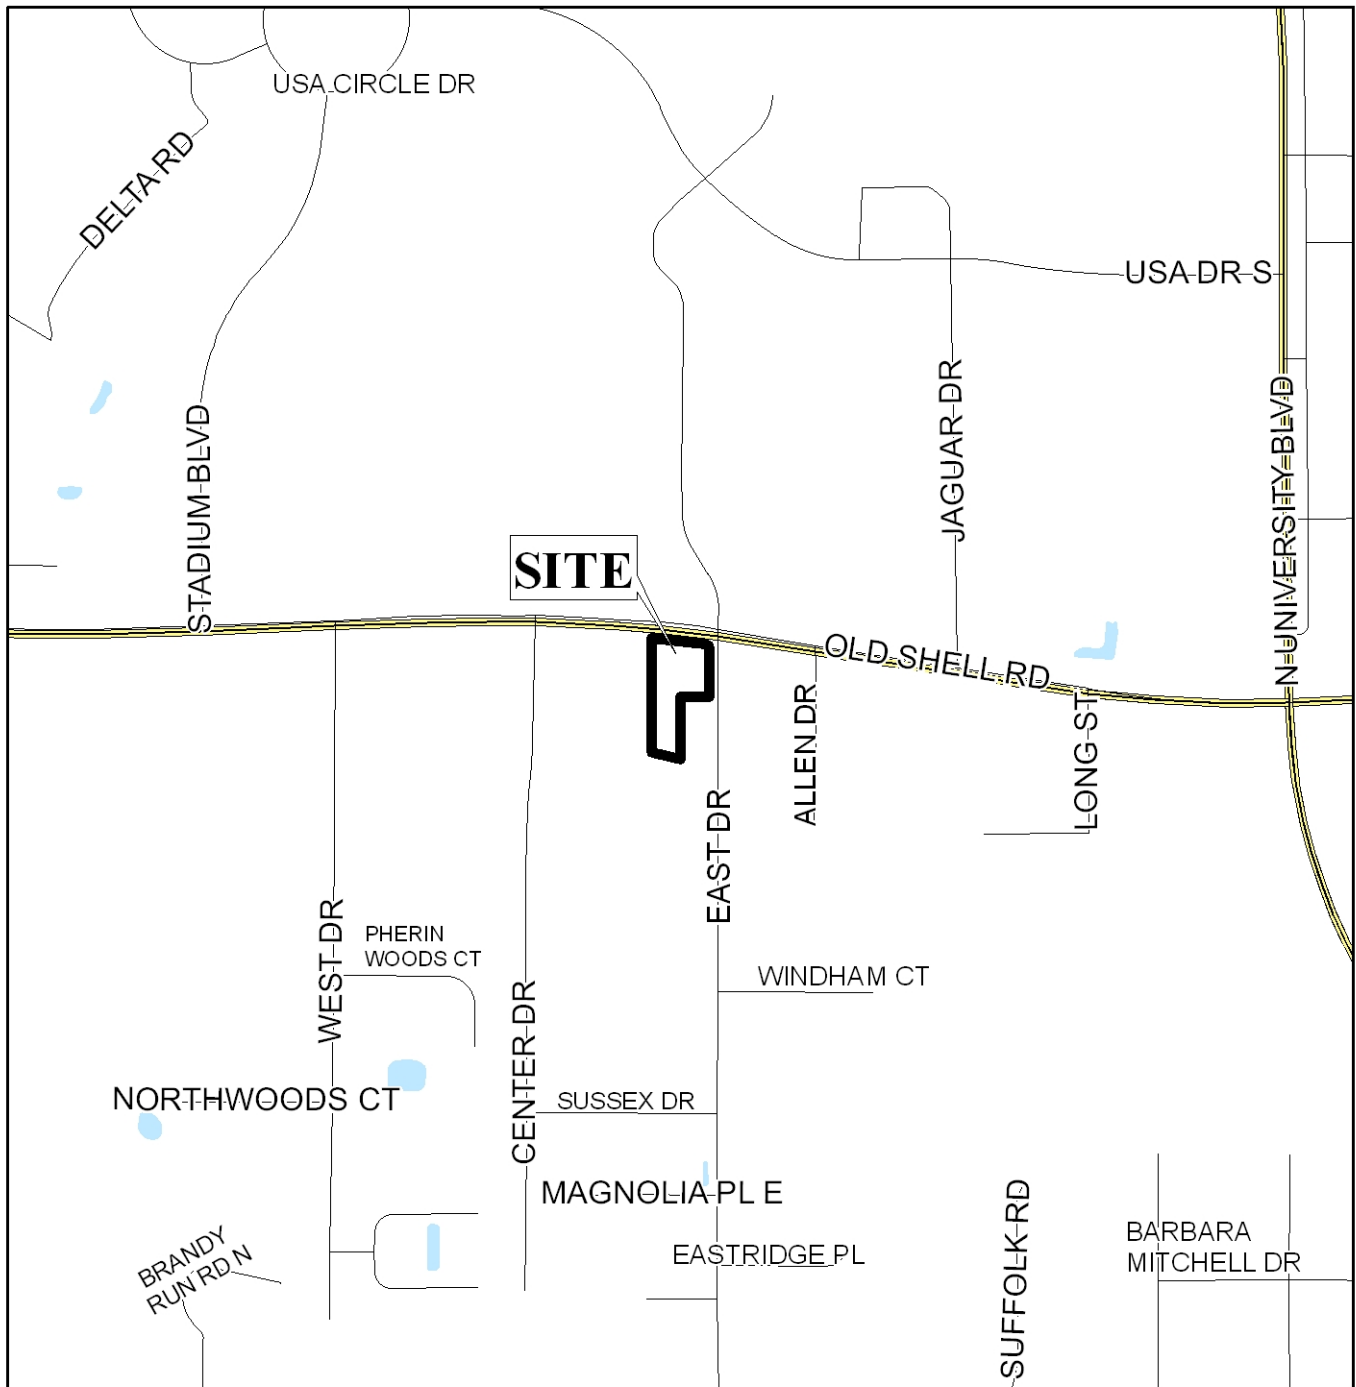 USA CIRCLE DR
DELTA RD
USA DR S
STADIUM BLVD
JAGUAR DR
N UNIVERSITY BLVD
SITE
OLD SHELL RD
ALLEN DR
LONG ST
EAST DR
WEST DR
PHERIN
WOODS CT
WINDHAM CT
CENTER DR
NORTHWOODS CT
SUSSEX DR
MAGNOLIA PL E
SUFFOLK RD
BARBARA
MITCHELL DR
BRANDY
RUN RD N
EASTRIDGE PL